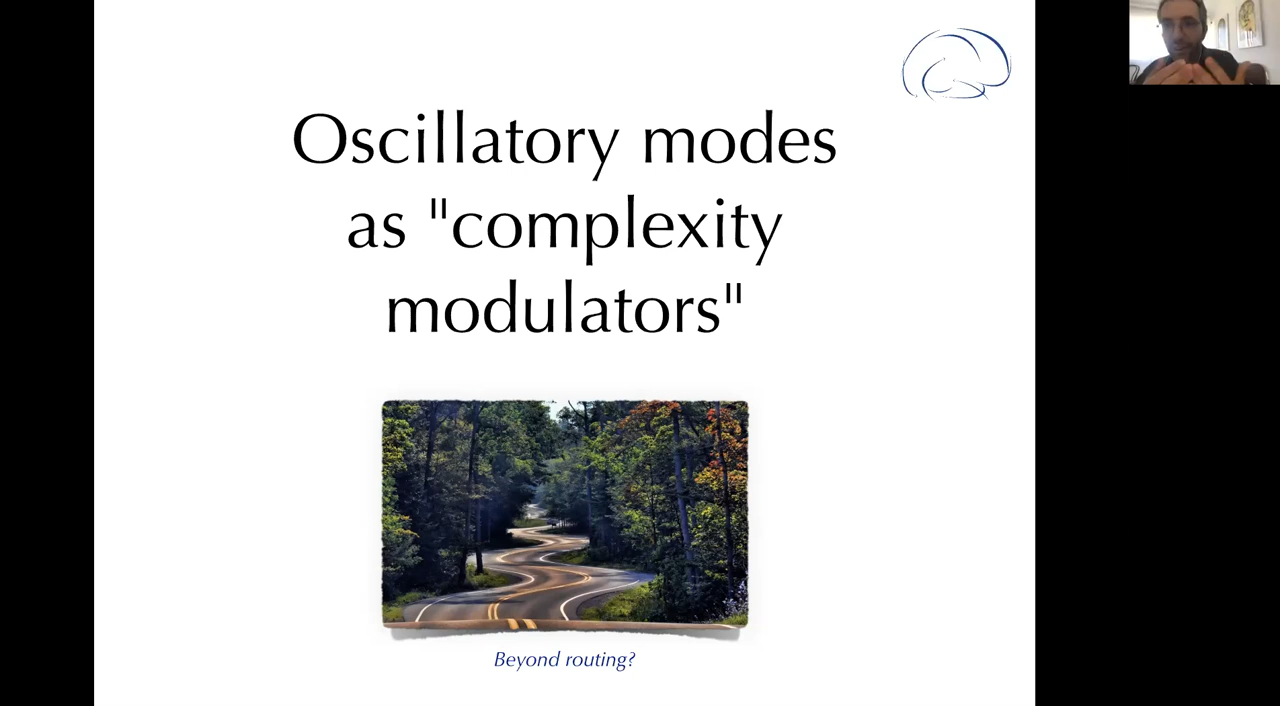 Oscillatory modes
as "complexity
modulators"
Beyond routing?